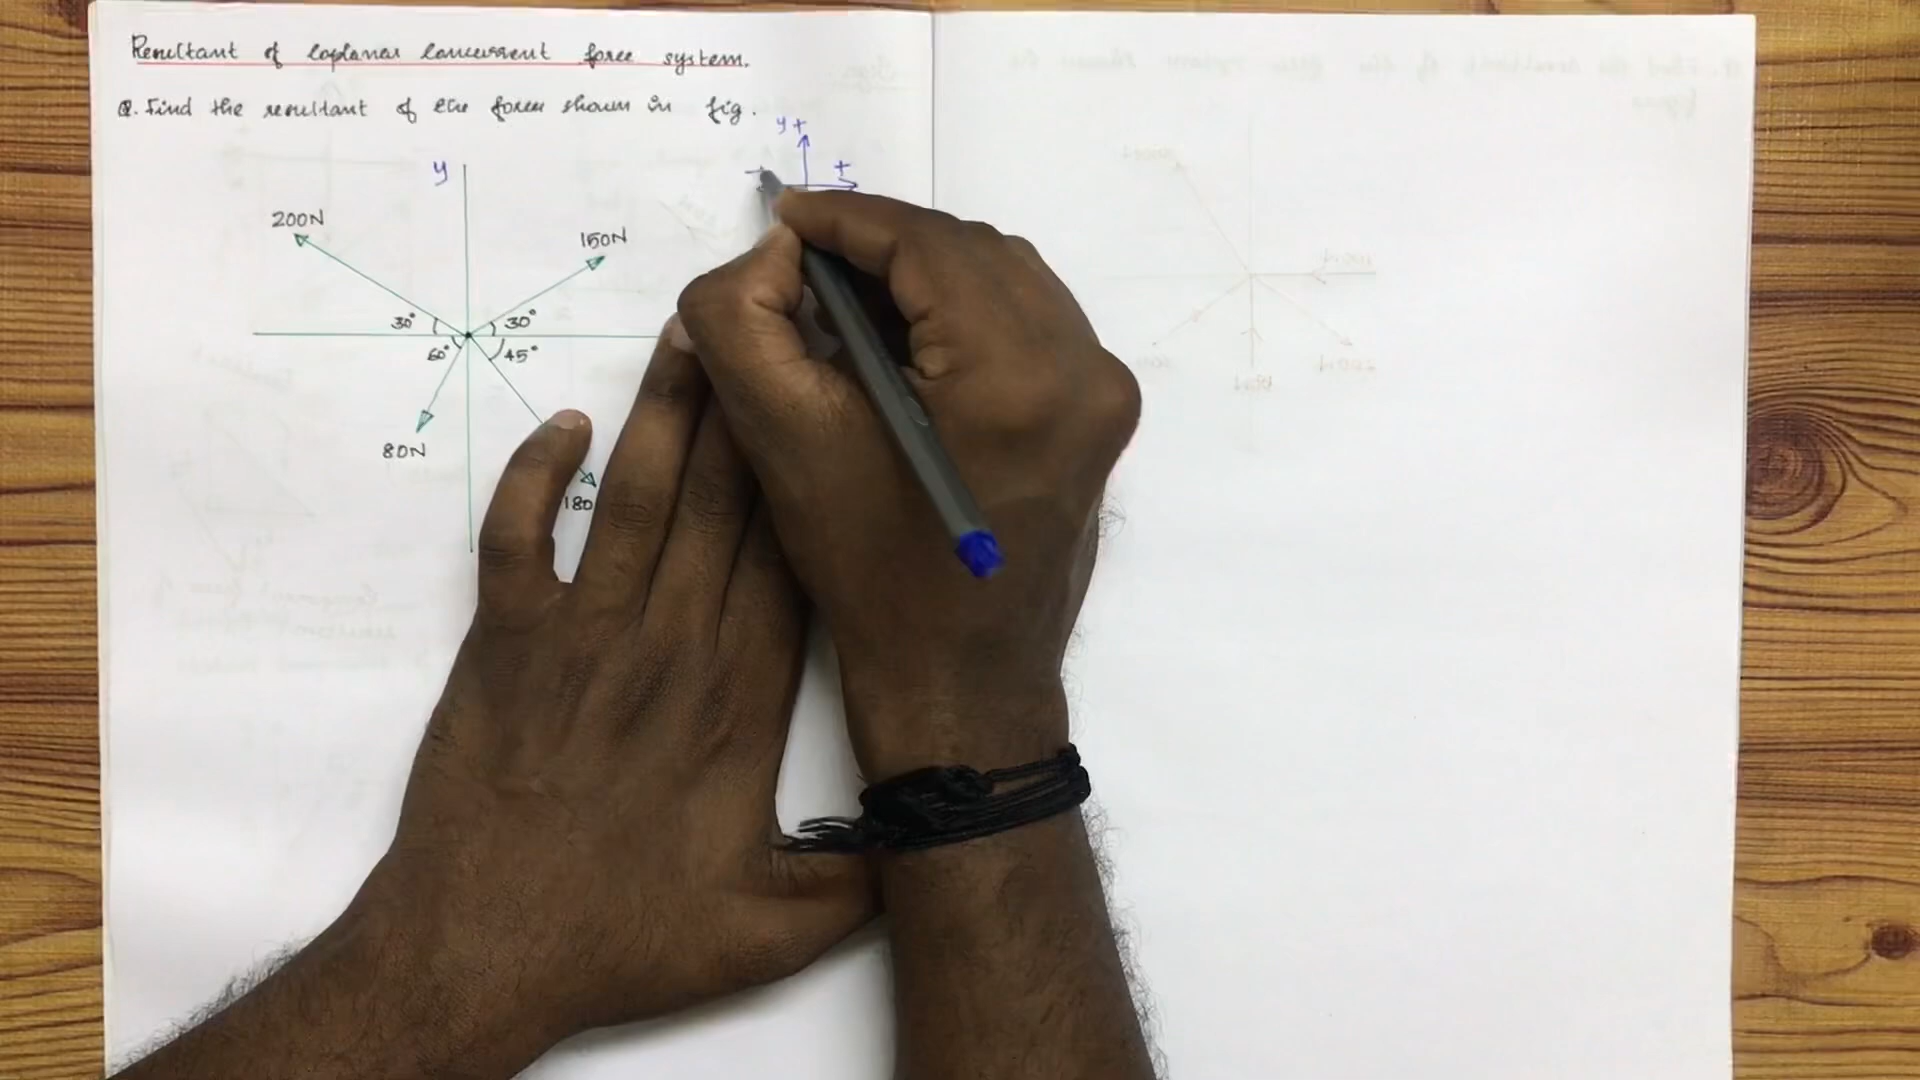 Resultant of Coplanar Concurrent force system.
Q. Find the resultant of the forces shown in fig.
y +
+
y
200N
150N
30°
30°
60°
45°
80N
180